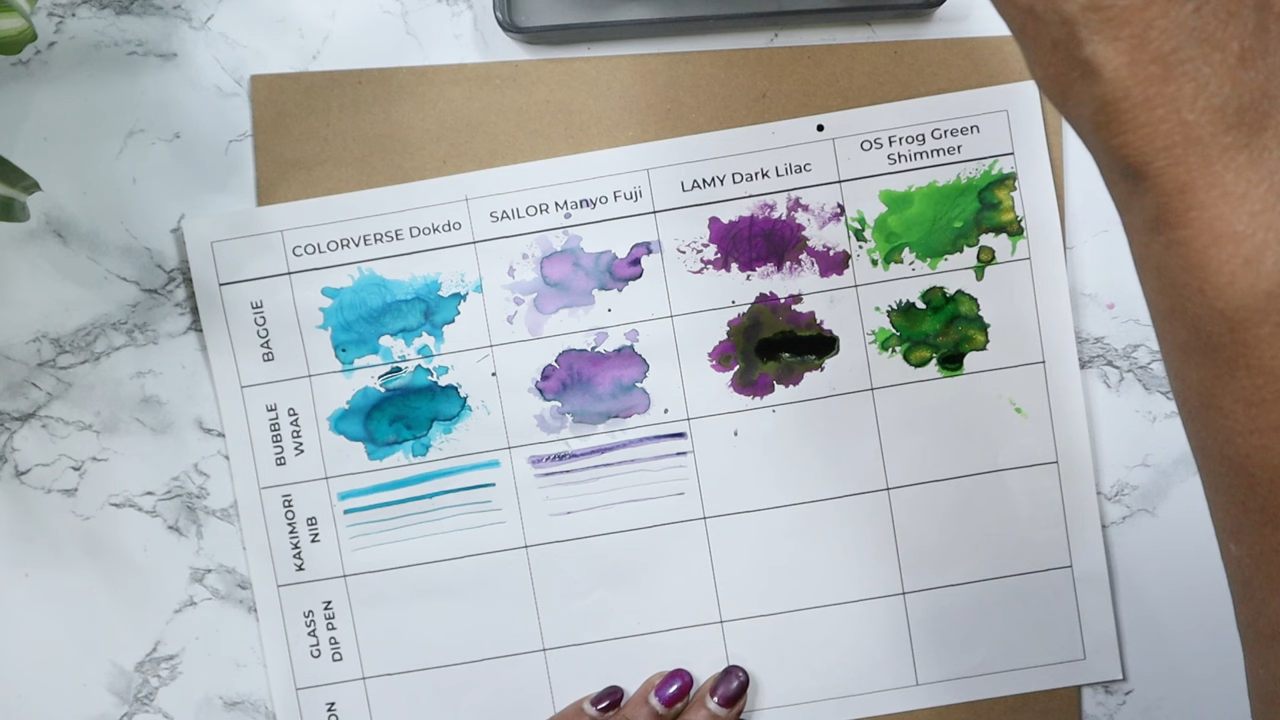 COLORVERSE Dokdo
SAILOR Manyo Fuji
LAMY Dark Lilac
OS Frog Green
Shimmer
BAGGIE
BUBBLE
WRAP
KAKIMORI
NIB
GLASS
DIP PEN